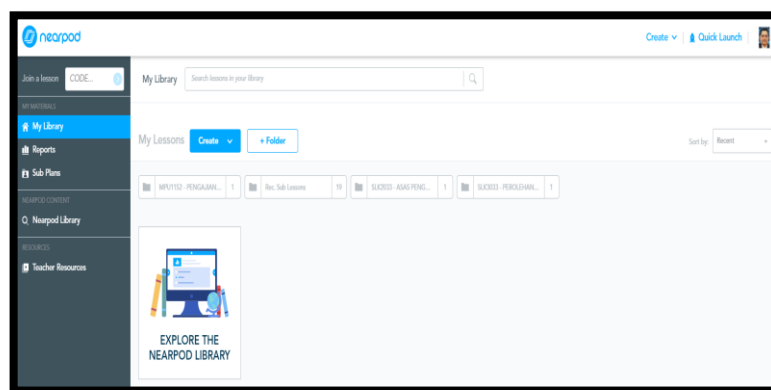 nearpod
Create
Quick Launch
Join a lesson
CODE...
My Library
Search lessons in your library
MY MATERIALS
My Library
Reports
Sub Plans
NEARPOD CONTENT
Nearpod Library
RESOURCES
Teacher Resources
My Lessons
Create
+ Folder
Sort by:
Recent
MPU1152 - PENGAJIAN... 1
Rec. Sub Lessons 19
- ASAS PENG... 1
- PEROLEHAN... 1
EXPLORE THE
NEARPOD LIBRARY